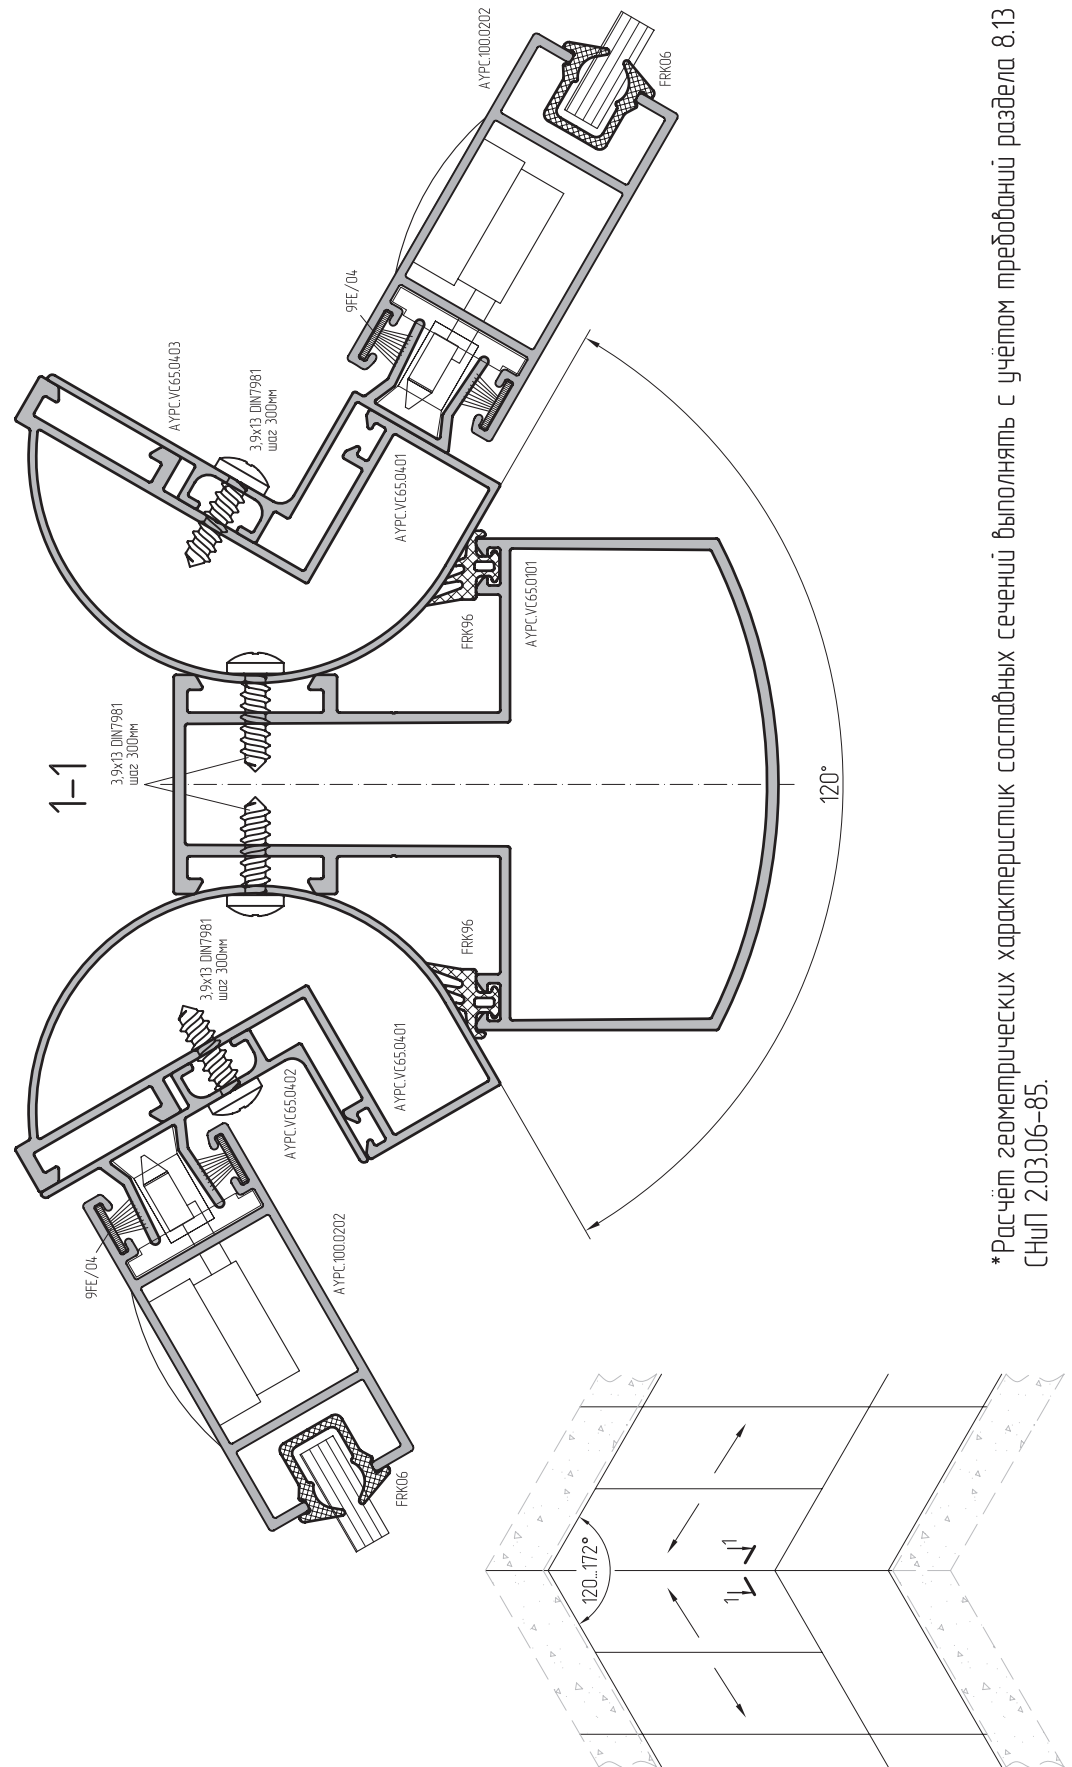 1-1
AYPC.100.0202
FRK06
9FE/04
AYPC.VC65.0403
3,9x13 DIN7981
шаг 300мм
AYPC.VC65.0401
FRK96
AYPC.VC65.0101
3,9x13 DIN7981
шаг 300мм
120°
3,9x13 DIN7981
шаг 300мм
FRK96
AYPC.VC65.0401
AYPC.VC65.0402
9FE/04
AYPC.100.0202
FRK06
120...172°
1
1
*Расчёт геометрических характеристик составных сечений выполнять с учётом требований раздела 8.13
СНиП 2.03.06-85.